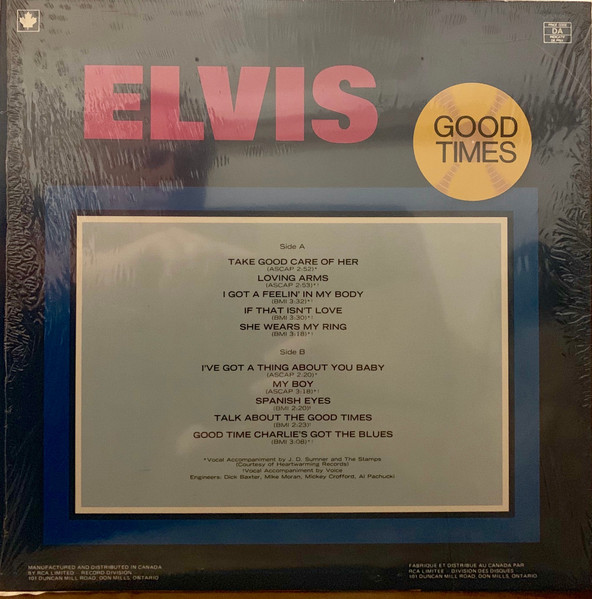 PRICE CODE
DA
ELVIS
GOOD
TIMES
Side A
TAKE GOOD CARE OF HER
(ASCAP 2:52)*
LOVING ARMS
(ASCAP 2:53)*†
I GOT A FEELIN' IN MY BODY
(BMI 3:32)*†
IF THAT ISN'T LOVE
(BMI 3:30)*†
SHE WEARS MY RING
(BMI 3:18)*†
Side B
I'VE GOT A THING ABOUT YOU BABY
(ASCAP 2:20)*
MY BOY
(ASCAP 3:18)*†
SPANISH EYES
(BMI 2:20)†
TALK ABOUT THE GOOD TIMES
(BMI 2:23)†
GOOD TIME CHARLIE'S GOT THE BLUES
(BMI 3:08)*†
*Vocal Accompaniment by J. D. Sumner and The Stamps
(Courtesy of Heartwarming Records)
†Vocal Accompaniment by Voice
Engineers: Dick Baxter, Mike Moran, Mickey Crofford, Al Pachucki
MANUFACTURED AND DISTRIBUTED IN CANADA
BY RCA LIMITED · RECORD DIVISION
101 DUNCAN MILL ROAD, DON MILLS, ONTARIO
FABRIQUE ET DISTRIBUE AU CANADA PAR
RCA LIMITEE · DIVISION DES DISQUES
101 DUNCAN MILL ROAD, DON MILLS, ONTARIO